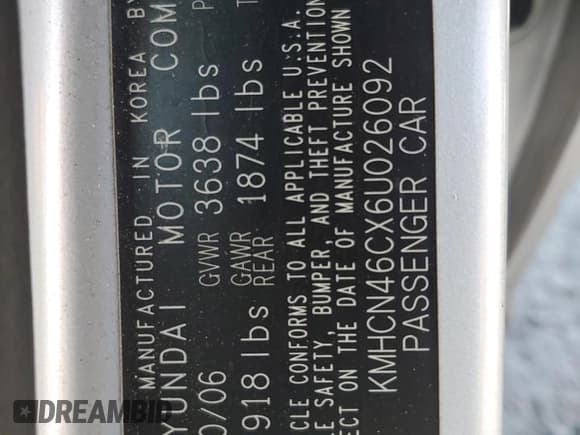 MANUFACTURED IN KOREA BY
YUNDAI MOTOR COM
0/06 GVWR 3638 lbs
GAWR
REAR 1874 lbs
918 lbs
CLE CONFORMS TO ALL APPLICABLE U.S.A.
SAFETY, BUMPER, AND THEFT PREVENTION
ECT ON THE DATE OF MANUFACTURE SHOWN
KMHCN46CX6U026092
PASSENGER CAR
DREAMBID